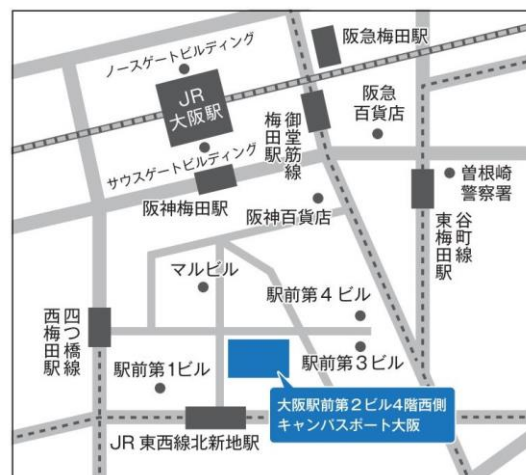 ノースゲートビルディング
阪急梅田駅
JR
大阪駅
御堂筋線
梅田駅
阪急
百貨店
サウスゲートビルディング
阪神梅田駅
曽根崎
警察署
阪神百貨店
谷町線
東梅田駅
マルビル
駅前第4ビル
四つ橋線
西梅田駅
駅前第1ビル
駅前第3ビル
大阪駅前第2ビル4階西側
キャンパスポート大阪
JR東西線北新地駅